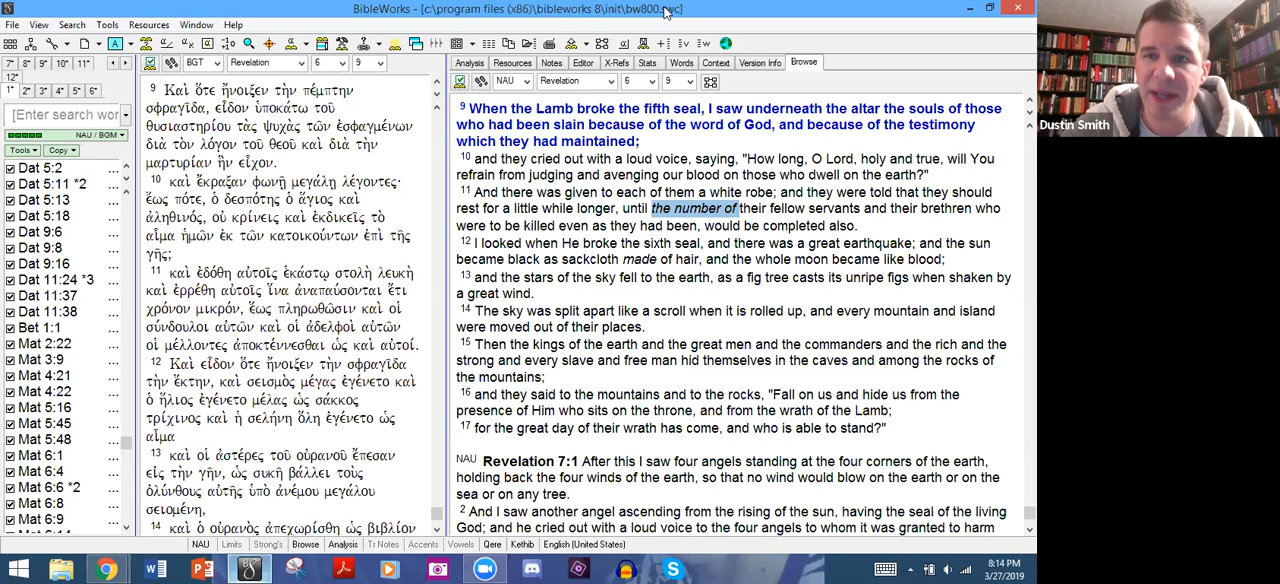 BibleWorks - [c:\program files (x86)\bibleworks 8\init\bw800.swc]
File View Search Tools Resources Window Help
7* 8* 9* 10* 11*
12*
1* 2* 3* 4* 5* 6*
[Enter search wor
NAU / BGM
Tools Copy
Dat 5:2 ...
Dat 5:11 *2 ...
Dat 5:13 ...
Dat 5:18 ...
Dat 9:6 ...
Dat 9:8 ...
Dat 9:16 ...
Dat 11:24 *3 ...
Dat 11:37 ...
Dat 11:38 ...
Bet 1:1 ...
Mat 2:22 ...
Mat 3:9 ...
Mat 4:21 ...
Mat 4:22 ...
Mat 5:16 ...
Mat 5:45 ...
Mat 5:48 ...
Mat 6:1 ...
Mat 6:4 ...
Mat 6:6 *2 ...
Mat 6:8 ...
Mat 6:9 ...
BGT Revelation 6 9
9 Καὶ ὅτε ἤνοιξεν τὴν πέμπτην
σφραγῖδα, εἶδον ὑποκάτω τοῦ
θυσιαστηρίου τὰς ψυχὰς τῶν ἐσφαγμένων
διὰ τὸν λόγον τοῦ θεοῦ καὶ διὰ τὴν
μαρτυρίαν ἣν εἶχον.
10 καὶ ἔκραξαν φωνῇ μεγάλῃ λέγοντες·
ἕως πότε, ὁ δεσπότης ὁ ἅγιος καὶ
ἀληθινός, οὐ κρίνεις καὶ ἐκδικεῖς τὸ
αἷμα ἡμῶν ἐκ τῶν κατοικούντων ἐπὶ τῆς
γῆς;
11 καὶ ἐδόθη αὐτοῖς ἑκάστῳ στολὴ λευκὴ
καὶ ἐρρέθη αὐτοῖς ἵνα ἀναπαύσονται ἔτι
χρόνον μικρόν, ἕως πληρωθῶσιν καὶ οἱ
σύνδουλοι αὐτῶν καὶ οἱ ἀδελφοὶ αὐτῶν
οἱ μέλλοντες ἀποκτέννεσθαι ὡς καὶ αὐτοί.
12 Καὶ εἶδον ὅτε ἤνοιξεν τὴν σφραγῖδα
τὴν ἕκτην, καὶ σεισμὸς μέγας ἐγένετο καὶ
ὁ ἥλιος ἐγένετο μέλας ὡς σάκκος
τρίχινος καὶ ἡ σελήνη ὅλη ἐγένετο ὡς
αἷμα
13 καὶ οἱ ἀστέρες τοῦ οὐρανοῦ ἔπεσαν
εἰς τὴν γῆν, ὡς συκῆ βάλλει τοὺς
ὀλύνθους αὐτῆς ὑπὸ ἀνέμου μεγάλου
σειομένη,
14 καὶ ὁ οὐρανὸς ἀπεχωρίσθη ὡς βιβλίον
Analysis Resources Notes Editor X-Refs Stats Words Context Version Info Browse
NAU Revelation 6 9
9 When the Lamb broke the fifth seal, I saw underneath the altar the souls of those
who had been slain because of the word of God, and because of the testimony
which they had maintained;
10 and they cried out with a loud voice, saying, "How long, O Lord, holy and true, will You
refrain from judging and avenging our blood on those who dwell on the earth?"
11 And there was given to each of them a white robe; and they were told that they should
rest for a little while longer, until the number of their fellow servants and their brethren who
were to be killed even as they had been, would be completed also.
12 I looked when He broke the sixth seal, and there was a great earthquake; and the sun
became black as sackcloth made of hair, and the whole moon became like blood;
13 and the stars of the sky fell to the earth, as a fig tree casts its unripe figs when shaken by
a great wind.
14 The sky was split apart like a scroll when it is rolled up, and every mountain and island
were moved out of their places.
15 Then the kings of the earth and the great men and the commanders and the rich and the
strong and every slave and free man hid themselves in the caves and among the rocks of
the mountains;
16 and they said to the mountains and to the rocks, "Fall on us and hide us from the
presence of Him who sits on the throne, and from the wrath of the Lamb;
17 for the great day of their wrath has come, and who is able to stand?"
NAU Revelation 7:1 After this I saw four angels standing at the four corners of the earth,
holding back the four winds of the earth, so that no wind would blow on the earth or on the
sea or on any tree.
2 And I saw another angel ascending from the rising of the sun, having the seal of the living
God; and he cried out with a loud voice to the four angels to whom it was granted to harm
NAU Limits Strong's Browse Analysis Tr Notes Accents Vowels Qere Kethib English (United States)
8:14 PM
3/27/2019
Dustin Smith